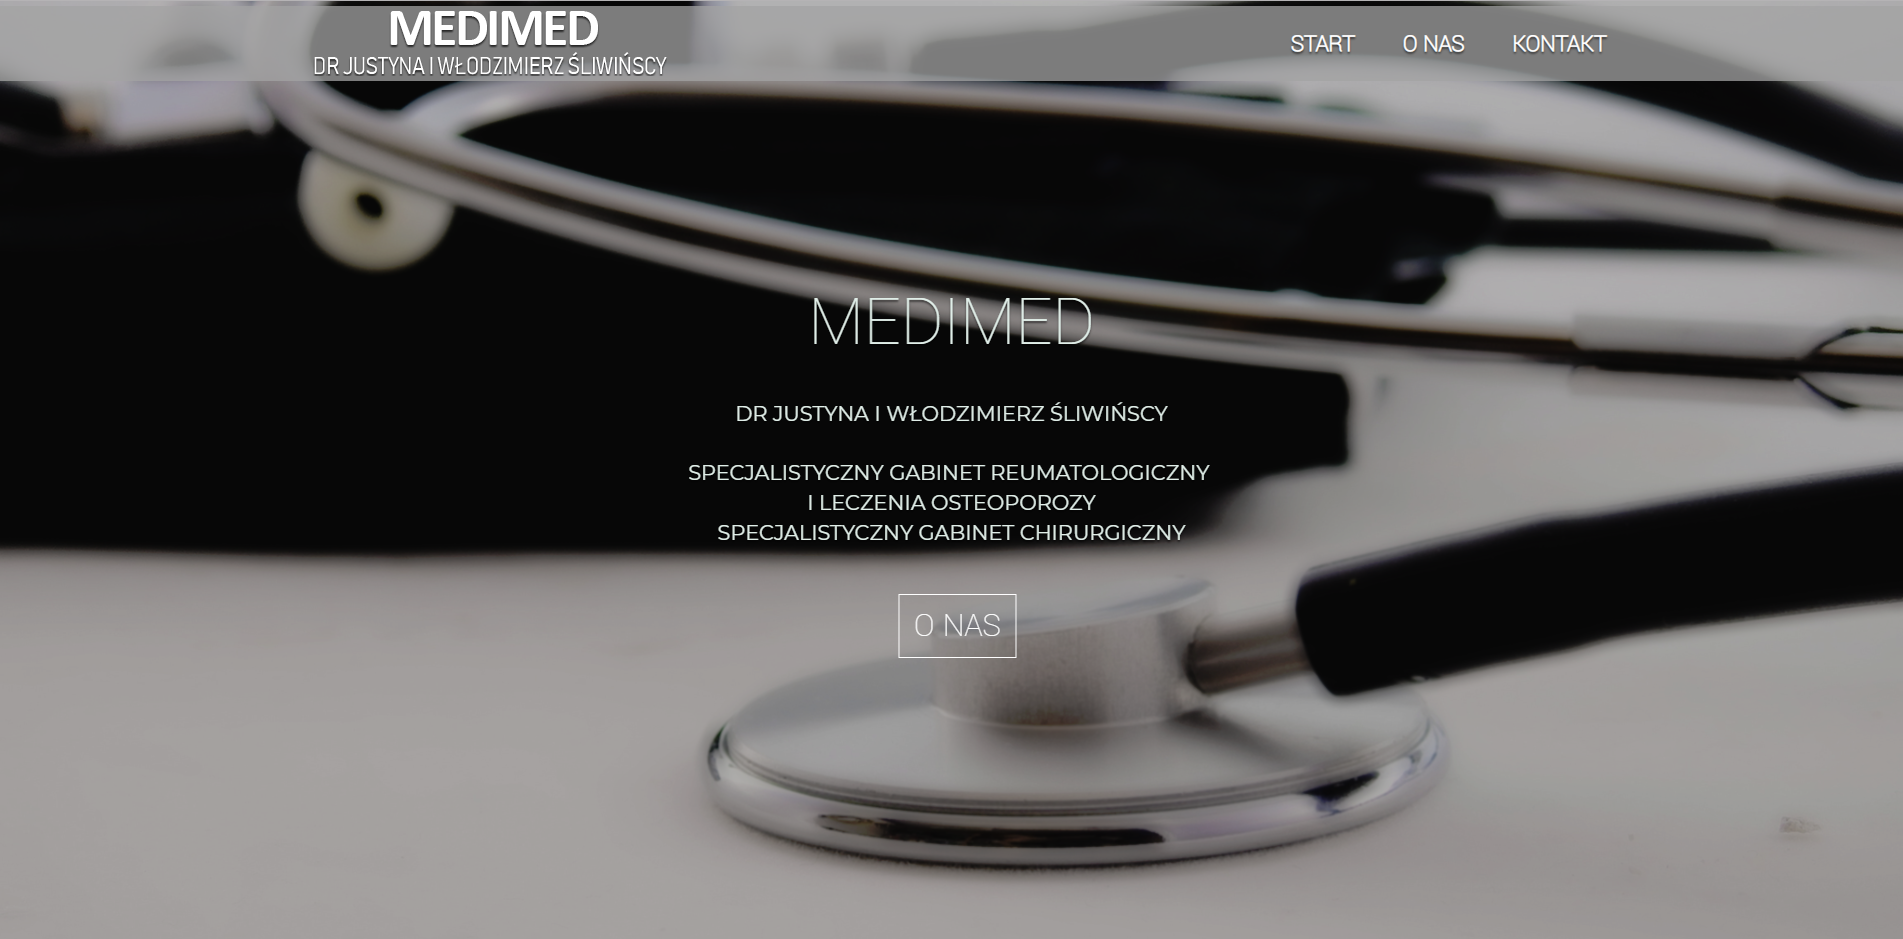 MEDIMED
DR JUSTYNA I WŁODZIMIERZ ŚLIWIŃSCY
START
O NAS
KONTAKT
MEDIMED
DR JUSTYNA I WŁODZIMIERZ ŚLIWIŃSCY
SPECJALISTYCZNY GABINET REUMATOLOGICZNY
I LECZENIA OSTEOPOROZY
SPECJALISTYCZNY GABINET CHIRURGICZNY
O NAS